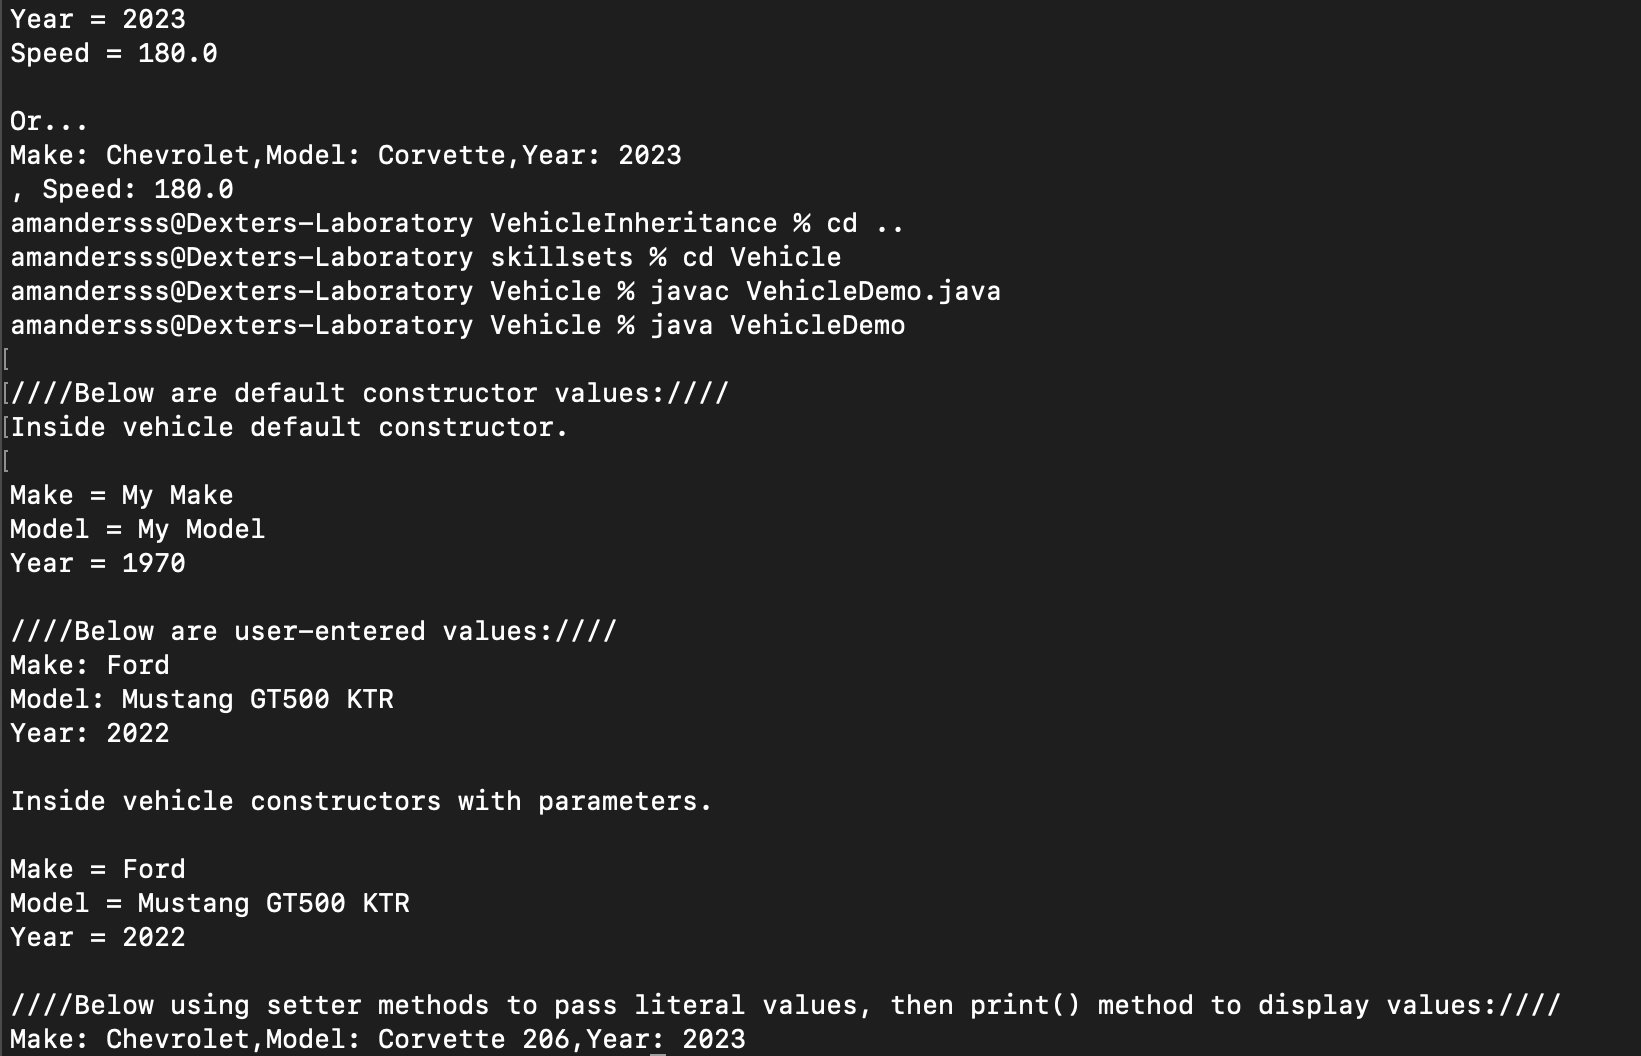 Year = 2023
Speed = 180.0
Or...
Make: Chevrolet,Model: Corvette,Year: 2023
, Speed: 180.0
amandersss@Dexters-Laboratory VehicleInheritance % cd ..
amandersss@Dexters-Laboratory skillsets % cd Vehicle
amandersss@Dexters-Laboratory Vehicle % javac VehicleDemo.java
amandersss@Dexters-Laboratory Vehicle % java VehicleDemo
[
[////Below are default constructor values:////
[Inside vehicle default constructor.
[
Make = My Make
Model = My Model
Year = 1970
////Below are user-entered values:////
Make: Ford
Model: Mustang GT500 KTR
Year: 2022
Inside vehicle constructors with parameters.
Make = Ford
Model = Mustang GT500 KTR
Year = 2022
////Below using setter methods to pass literal values, then print() method to display values:////
Make: Chevrolet,Model: Corvette 206,Year: 2023